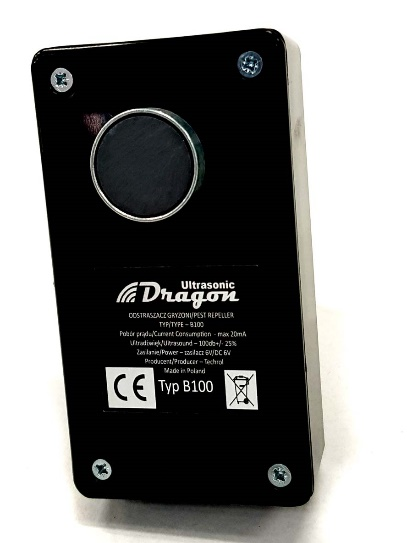 Ultrasonic
Dragon
ODSTRASZACZ GRYZONI/PEST REPELLER
TYP/TYPE – B100
Pobór prądu/Current Consumption - max 20mA
Ultradźwięk/Ultrasound – 100db+/- 25%
Zasilanie/Power – zasilacz 6V/DC 6V
Producent/Producer – Technol
Made in Poland
CE Typ B100